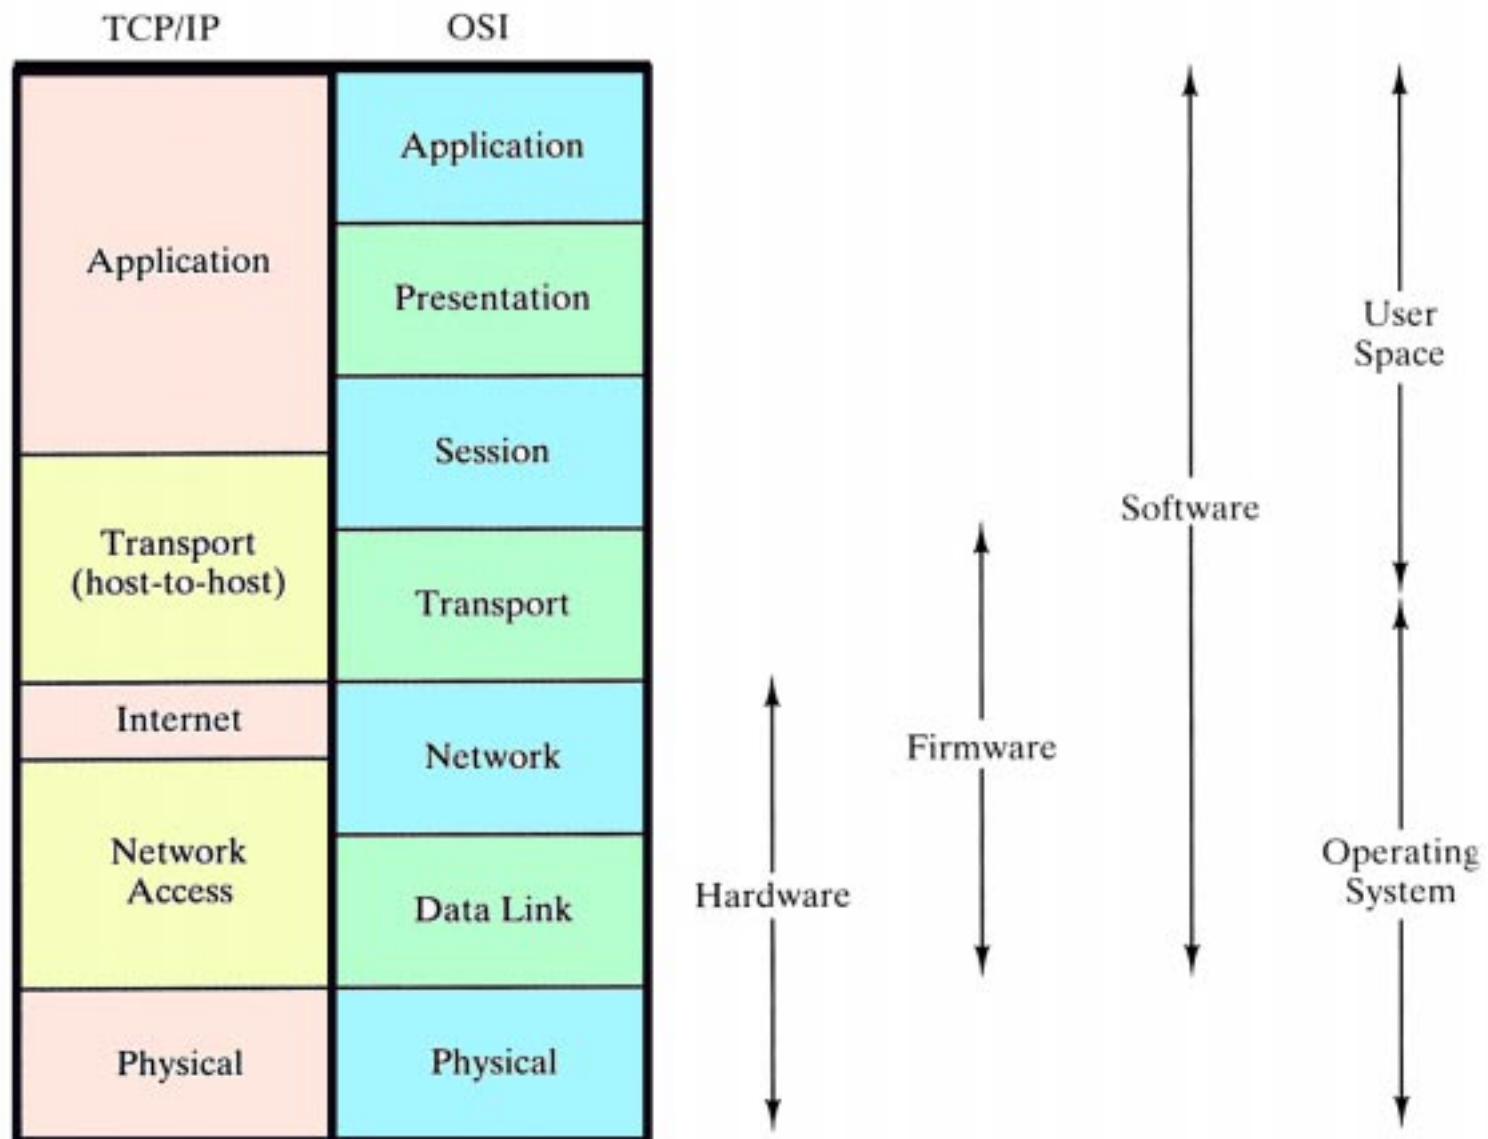 TCP/IP
OSI
Application
Transport
(host-to-host)
Internet
Network
Access
Physical
Application
Presentation
Session
Transport
Network
Data Link
Physical
Hardware
Firmware
Software
User
Space
Operating
System